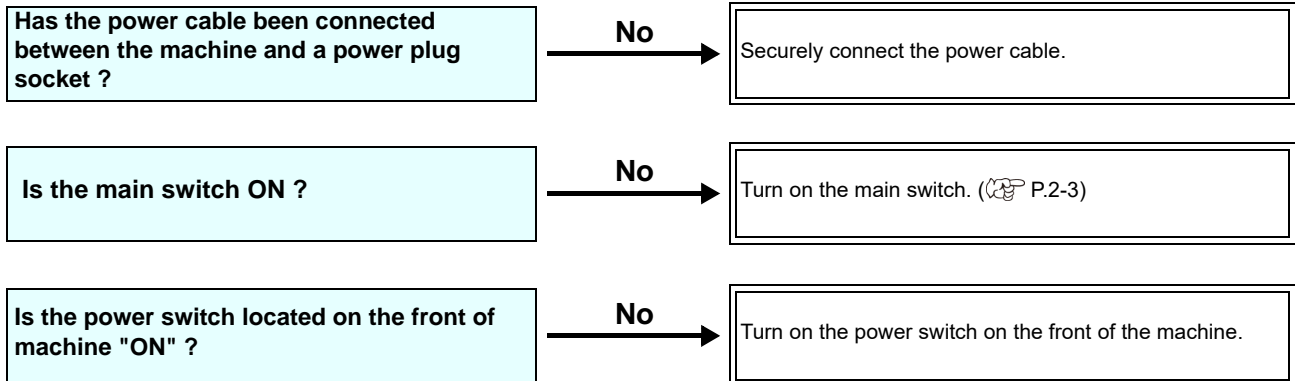 Has the power cable been connected
between the machine and a power plug
socket ?
No
Securely connect the power cable.
Is the main switch ON ?
No
Turn on the main switch. ( P.2-3)
Is the power switch located on the front of
machine "ON" ?
No
Turn on the power switch on the front of the machine.